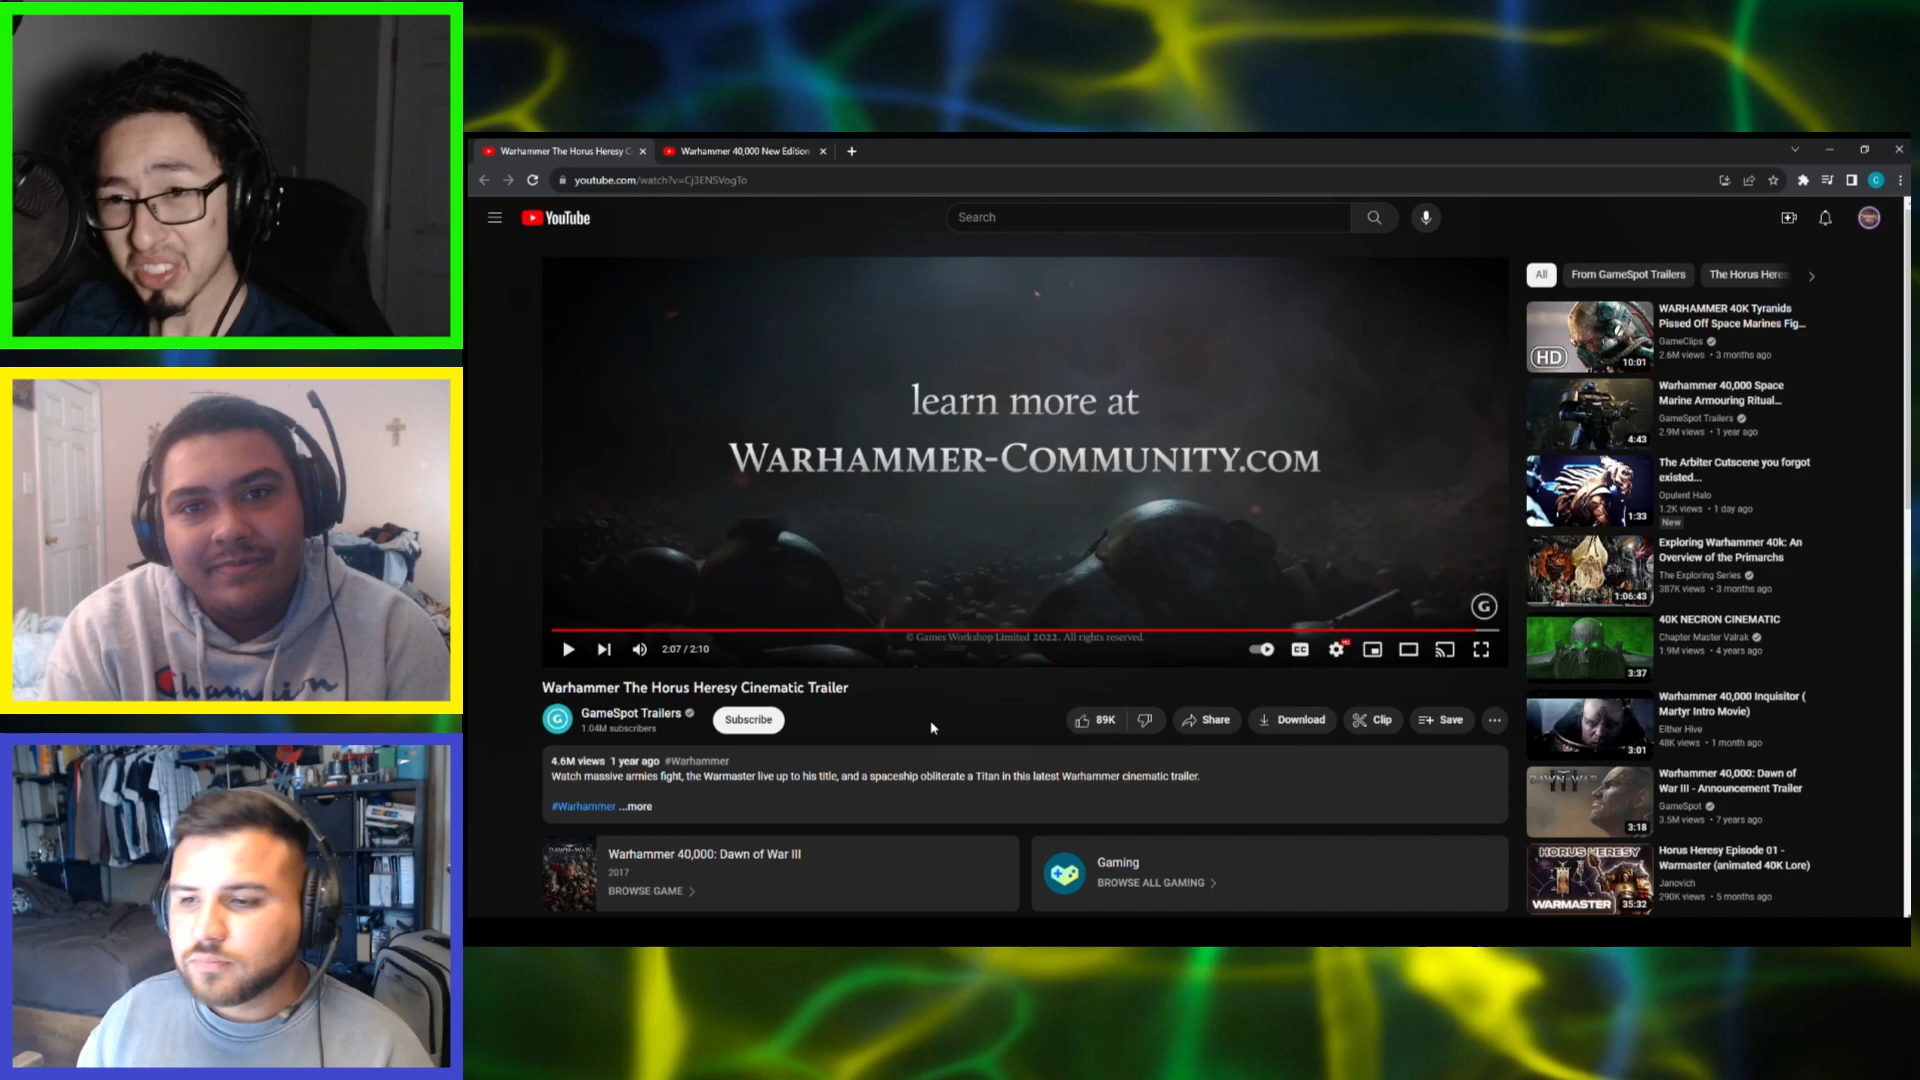 Warhammer The Horus Heresy C
Warhammer 40,000 New Edition
youtube.com/watch?v=Cj3ENSVogTo
C
YouTube
Search
learn more at
WARHAMMER-COMMUNITY.COM
© Games Workshop Limited 2022. All rights reserved.
G
2:07 / 2:10
CC
HD
Warhammer The Horus Heresy Cinematic Trailer
G
GameSpot Trailers
1.04M subscribers
Subscribe
89K
Share
Download
Clip
Save
4.6M views 1 year ago #Warhammer
Watch massive armies fight, the Warmaster live up to his title, and a spaceship obliterate a Titan in this latest Warhammer cinematic trailer.
#Warhammer ...more
Warhammer 40,000: Dawn of War III
2017
BROWSE GAME
Gaming
BROWSE ALL GAMING
All
From GameSpot Trailers
The Horus Heres
HD
10:01
WARHAMMER 40K Tyranids
Pissed Off Space Marines Fig...
GameClips
2.6M views • 3 months ago
4:43
Warhammer 40,000 Space
Marine Armouring Ritual...
GameSpot Trailers
2.9M views • 1 year ago
1:33
The Arbiter Cutscene you forgot
existed...
Opulent Halo
1.2K views • 1 day ago
New
1:06:43
Exploring Warhammer 40k: An
Overview of the Primarchs
The Exploring Series
387K views • 3 months ago
3:37
40K NECRON CINEMATIC
Chapter Master Valrak
1.9M views • 4 years ago
3:01
Warhammer 40,000 Inquisitor (
Martyr Intro Movie)
Either Hive
48K views • 1 month ago
DAWN OF WAR
III
3:18
Warhammer 40,000: Dawn of
War III - Announcement Trailer
GameSpot
3.5M views • 7 years ago
HORUS HERESY
WARMASTER
35:32
Horus Heresy Episode 01 -
Warmaster (animated 40K Lore)
Janovich
290K views • 5 months ago
Champion